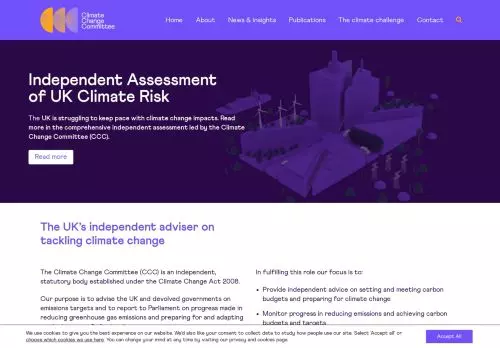 Climate
Change
Committee
Home About News & Insights Publications The climate challenge Contact
Independent Assessment
of UK Climate Risk
The UK is struggling to keep pace with climate change impacts. Read
more in the comprehensive independent assessment led by the Climate
Change Committee (CCC).
Read more
The UK's independent adviser on
tackling climate change
The Climate Change Committee (CCC) is an independent,
statutory body established under the Climate Change Act 2008.
Our purpose is to advise the UK and devolved governments on
emissions targets and to report to Parliament on progress made in
reducing greenhouse gas emissions and preparing for and adapting
In fulfilling this role our focus is to:
• Provide independent advice on setting and meeting carbon
budgets and preparing for climate change
• Monitor progress in reducing emissions and achieving carbon
budgets and targets
We use cookies to give you the best experience on our website. We'd also like your consent to collect data to study how people use our site. Select 'Accept all' or
choose which cookies we use here. You can change your mind at any time by visiting our privacy and cookies page.
Accept All